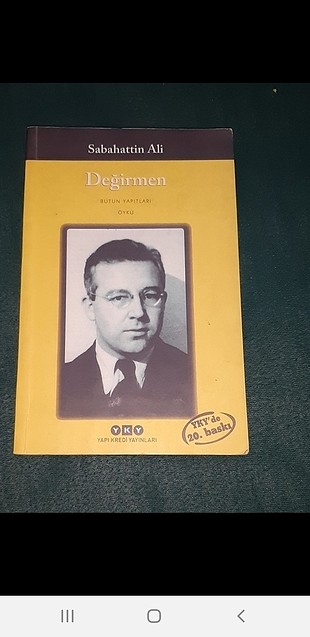 Sabahattin Ali
Değirmen
BÜTÜN YAPITLARI
ÖYKÜ
YKY
YAPI KREDİ YAYINLARI
YKY'de
20. baskı